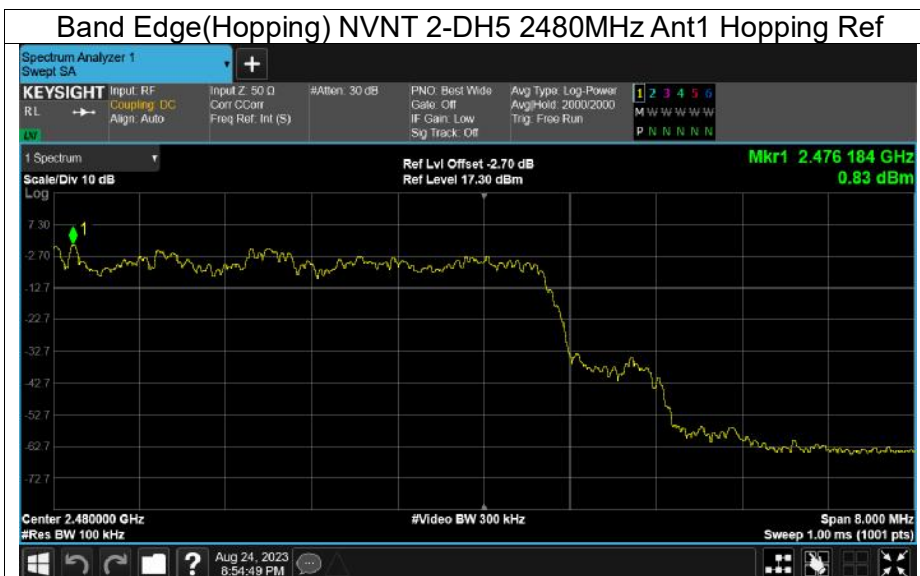 Band Edge(Hopping) NVNT 2-DH5 2480MHz Ant1 Hopping Ref
Spectrum Analyzer 1
Swept SA
+
KEYSIGHT
RL
LXI
Input: RF
Coupling: DC
Align: Auto
Input Z: 50 Ω
Corr CCorr
Freq Ref: Int (S)
#Atten: 30 dB
PNO: Best Wide
Gate: Off
IF Gain: Low
Sig Track: Off
Avg Type: Log-Power
Avg|Hold: 2000/2000
Trig: Free Run
1 2 3 4 5 6
M W W W W W
P N N N N N
1 Spectrum
Scale/Div 10 dB
Log
Ref Lvl Offset -2.70 dB
Ref Level 17.30 dBm
Mkr1 2.476 184 GHz
0.83 dBm
1
7.30
-2.70
-12.7
-22.7
-32.7
-42.7
-52.7
-62.7
-72.7
Center 2.480000 GHz
#Res BW 100 kHz
#Video BW 300 kHz
Span 8.000 MHz
Sweep 1.00 ms (1001 pts)
?
Aug 24, 2023
8:54:49 PM